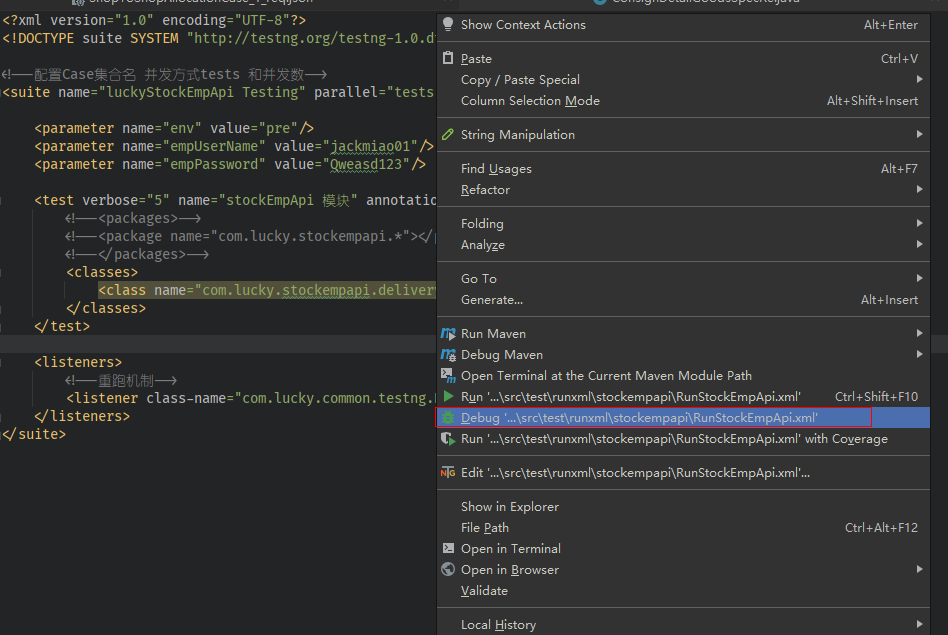 shopToShopAllocationCase_1_req.json
ConsignDetailGoodsSpecRel.java
<?xml version="1.0" encoding="UTF-8"?>
<!DOCTYPE suite SYSTEM "http://testng.org/testng-1.0.d
<!--配置Case集合名 并发方式tests 和并发数-->
<suite name="luckyStockEmpApi Testing" parallel="tests
<parameter name="env" value="pre"/>
<parameter name="empUserName" value="jackmiao01"/>
<parameter name="empPassword" value="Qweasd123"/>
<test verbose="5" name="stockEmpApi 模块" annotatio
<!--<packages>-->
<!--<package name="com.lucky.stockempapi.*"></
<!--</packages>-->
<classes>
<class name="com.lucky.stockempapi.deliver
</classes>
</test>
<listeners>
<!--重跑机制-->
<listener class-name="com.lucky.common.testng.
</listeners>
</suite>
Show Context Actions Alt+Enter
Paste Ctrl+V
Copy / Paste Special
Column Selection Mode Alt+Shift+Insert
String Manipulation
Find Usages Alt+F7
Refactor
Folding
Analyze
Go To
Generate... Alt+Insert
Run Maven
Debug Maven
Open Terminal at the Current Maven Module Path
Run '...\src\test\runxml\stockempapi\RunStockEmpApi.xml' Ctrl+Shift+F10
Debug '...\src\test\runxml\stockempapi\RunStockEmpApi.xml'
Run '...\src\test\runxml\stockempapi\RunStockEmpApi.xml' with Coverage
Edit '...\src\test\runxml\stockempapi\RunStockEmpApi.xml'...
Show in Explorer
File Path Ctrl+Alt+F12
Open in Terminal
Open in Browser
Validate
Local History